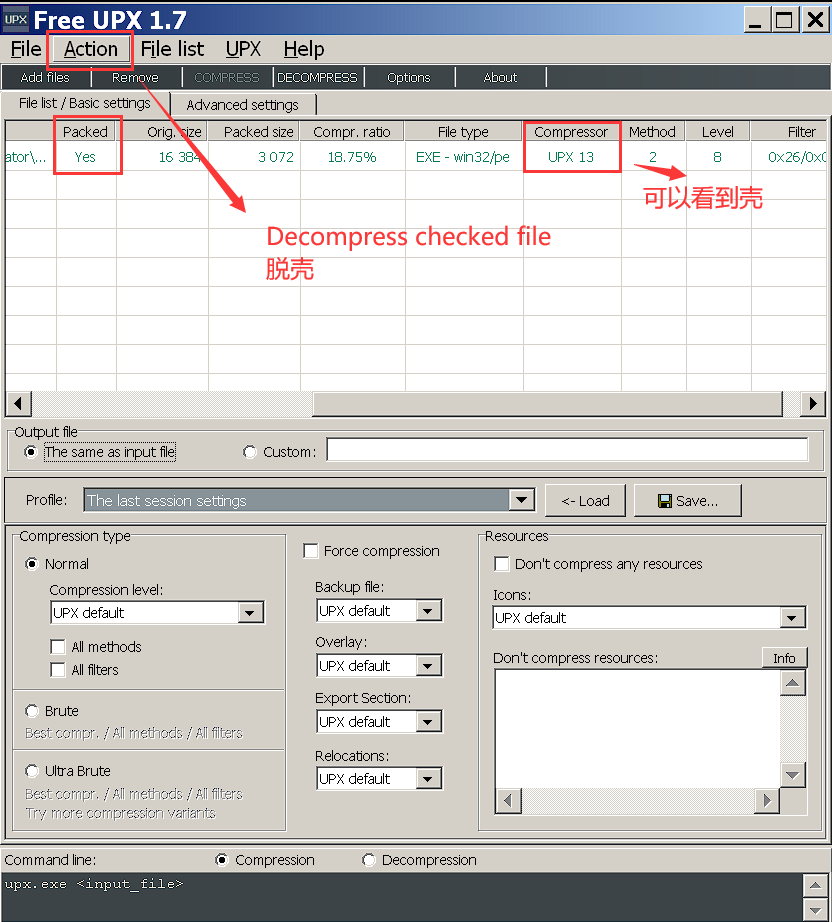 UPX Free UPX 1.7
File Action File list UPX Help
Add files Remove COMPRESS DECOMPRESS Options About
File list / Basic settings Advanced settings
Packed Orig. size Packed size Compr. ratio File type Compressor Method Level Filter
ator\... Yes 16 384 3 072 18.75% EXE - win32/pe UPX 13 2 8 0x26/0x0
可以看到壳
Decompress checked file
脱壳
Output file
The same as input file Custom:
Profile: The last session settings <- Load Save...
Compression type
Normal
Compression level:
UPX default
All methods
All filters
Brute
Best compr. / All methods / All filters
Ultra Brute
Best compr. / All methods / All filters
Try more compression variants
Force compression
Backup file:
UPX default
Overlay:
UPX default
Export Section:
UPX default
Relocations:
UPX default
Resources
Don't compress any resources
Icons:
UPX default
Don't compress resources: Info
Command line: Compression Decompression
upx.exe <input_file>